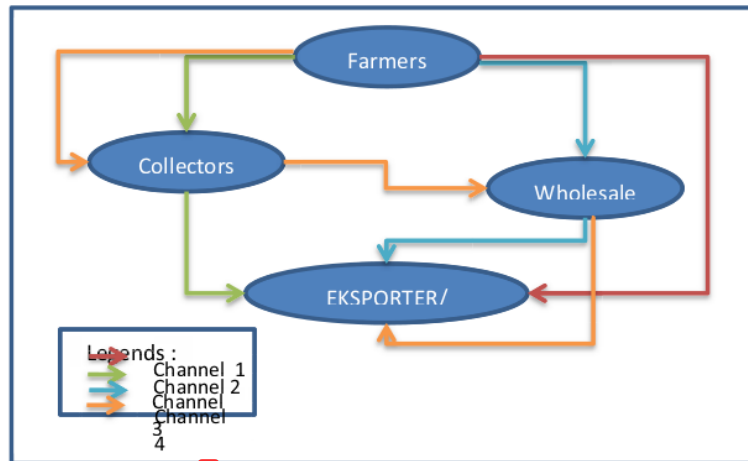 Farmers
Collectors
Wholesale
EKSPORTER/
Legends :
Channel 1
Channel 2
Channel
Channel
3
4